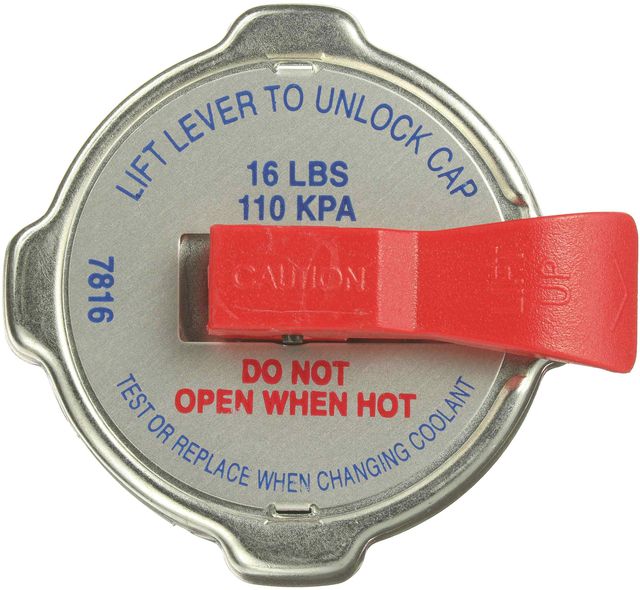 LIFT LEVER TO UNLOCK CAP
16 LBS
110 KPA
CAUTION
LIFT
UP
7816
DO NOT
OPEN WHEN HOT
TEST OR REPLACE WHEN CHANGING COOLANT